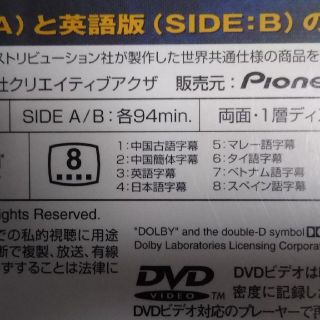 A)と英語版(SIDE:B)の
ストリビューション社が製作した世界共通仕様の商品を
社クリエイティブアクザ 販売元:Pione
SIDE A/B:各94min. 両面・1層ディス
8
1:中国古語字幕 5:マレー語字幕
2:中国簡体字幕 6:タイ語字幕
3:英語字幕 7:ベトナム語字幕
4:日本語字幕 8:スペイン語字幕
Rights Reserved.
での私的視聴に用途
断で複製、放送、有線
ずすることは法律に
"DOLBY" and the double-D symbol
Dolby Laboratories Licensing Corporat
DVD
VIDEO
DVDビデオは
密度に記録し
DVDビデオ対応のプレーヤーで再